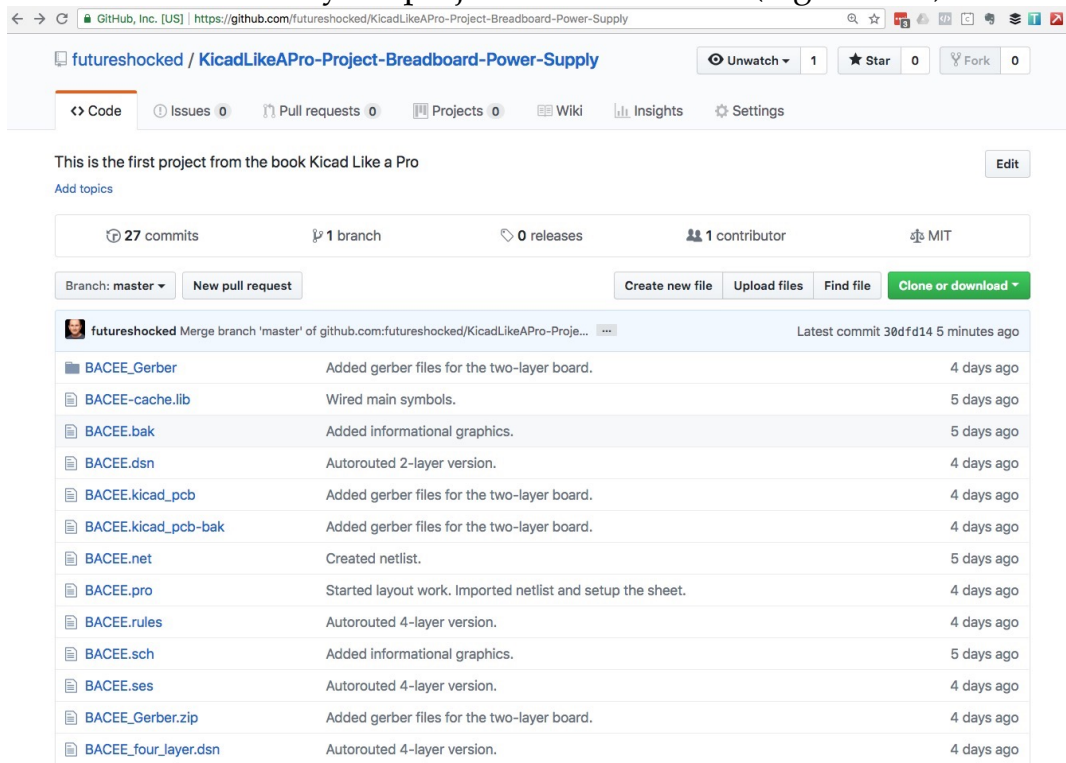 GitHub, Inc. [US] | https://github.com/futureshocked/KicadLikeAPro-Project-Breadboard-Power-Supply
futureshocked / KicadLikeAPro-Project-Breadboard-Power-Supply Unwatch 1 Star 0 Fork 0
<> Code Issues 0 Pull requests 0 Projects 0 Wiki Insights Settings
This is the first project from the book Kicad Like a Pro Edit
Add topics
27 commits 1 branch 0 releases 1 contributor MIT
Branch: master New pull request Create new file Upload files Find file Clone or download
futureshocked Merge branch 'master' of github.com:futureshocked/KicadLikeAPro-Proje... ... Latest commit 30dfd14 5 minutes ago
BACEE_Gerber Added gerber files for the two-layer board. 4 days ago
BACEE-cache.lib Wired main symbols. 5 days ago
BACEE.bak Added informational graphics. 5 days ago
BACEE.dsn Autorouted 2-layer version. 4 days ago
BACEE.kicad_pcb Added gerber files for the two-layer board. 4 days ago
BACEE.kicad_pcb-bak Added gerber files for the two-layer board. 4 days ago
BACEE.net Created netlist. 5 days ago
BACEE.pro Started layout work. Imported netlist and setup the sheet. 4 days ago
BACEE.rules Autorouted 4-layer version. 4 days ago
BACEE.sch Added informational graphics. 5 days ago
BACEE.ses Autorouted 4-layer version. 4 days ago
BACEE_Gerber.zip Added gerber files for the two-layer board. 4 days ago
BACEE_four_layer.dsn Autorouted 4-layer version. 4 days ago